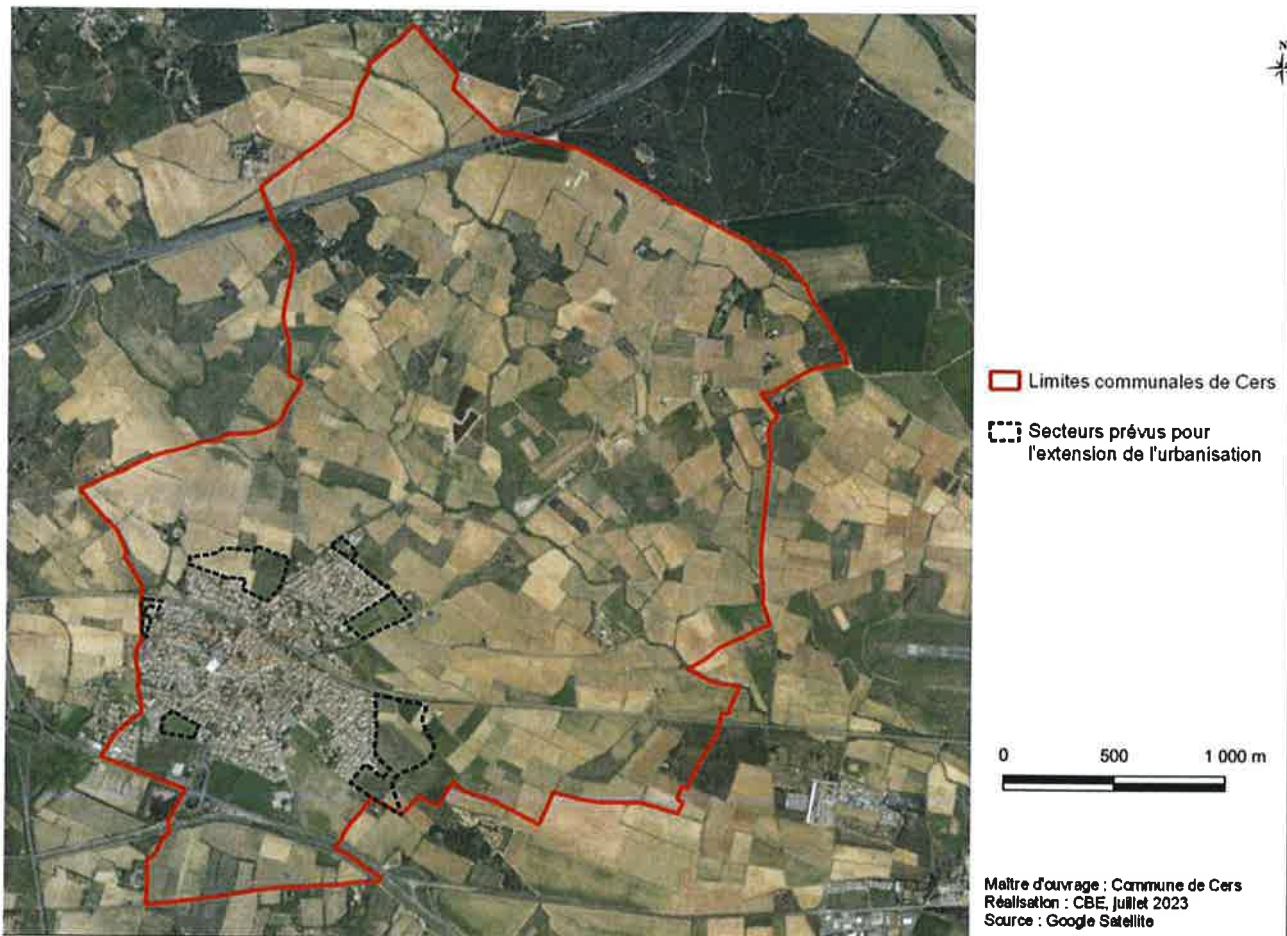 N
Limites communales de Cers
Secteurs prévus pour
l'extension de l'urbanisation
0 500 1 000 m
Maître d'ouvrage : Commune de Cers
Réalisation : CBE, juillet 2023
Source : Google Satellite